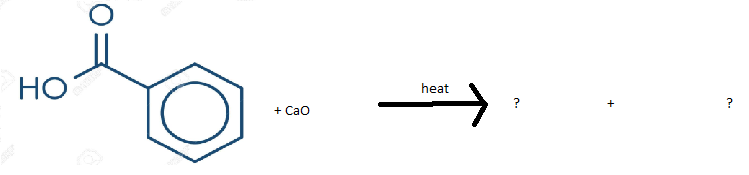 O
HO
heat
+ CaO ? + ?